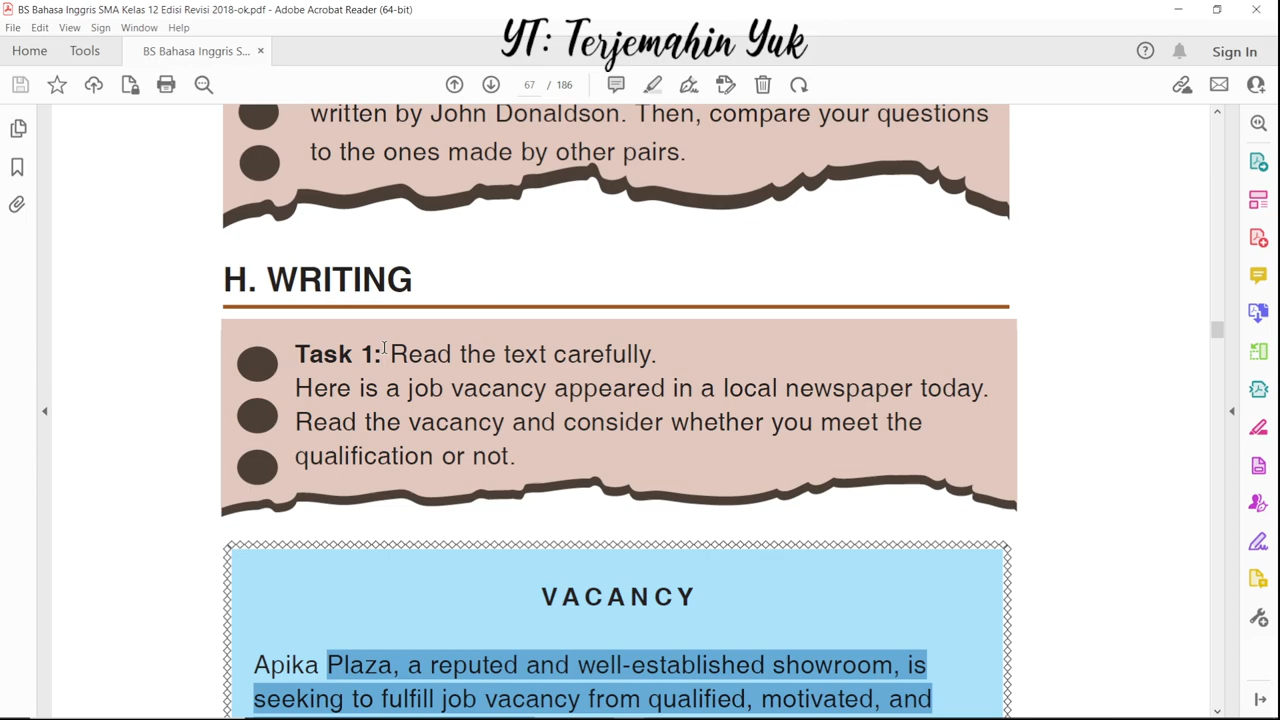 BS Bahasa Inggris SMA Kelas 12 Edisi Revisi 2018-ok.pdf - Adobe Acrobat Reader (64-bit)
File Edit View Sign Window Help
YT: Terjemahin Yuk
Home Tools BS Bahasa Inggris S... × Sign In
67 / 186
written by John Donaldson. Then, compare your questions
to the ones made by other pairs.
H. WRITING
Task 1: Read the text carefully.
Here is a job vacancy appeared in a local newspaper today.
Read the vacancy and consider whether you meet the
qualification or not.
VACANCY
Apika Plaza, a reputed and well-established showroom, is
seeking to fulfill job vacancy from qualified, motivated, and